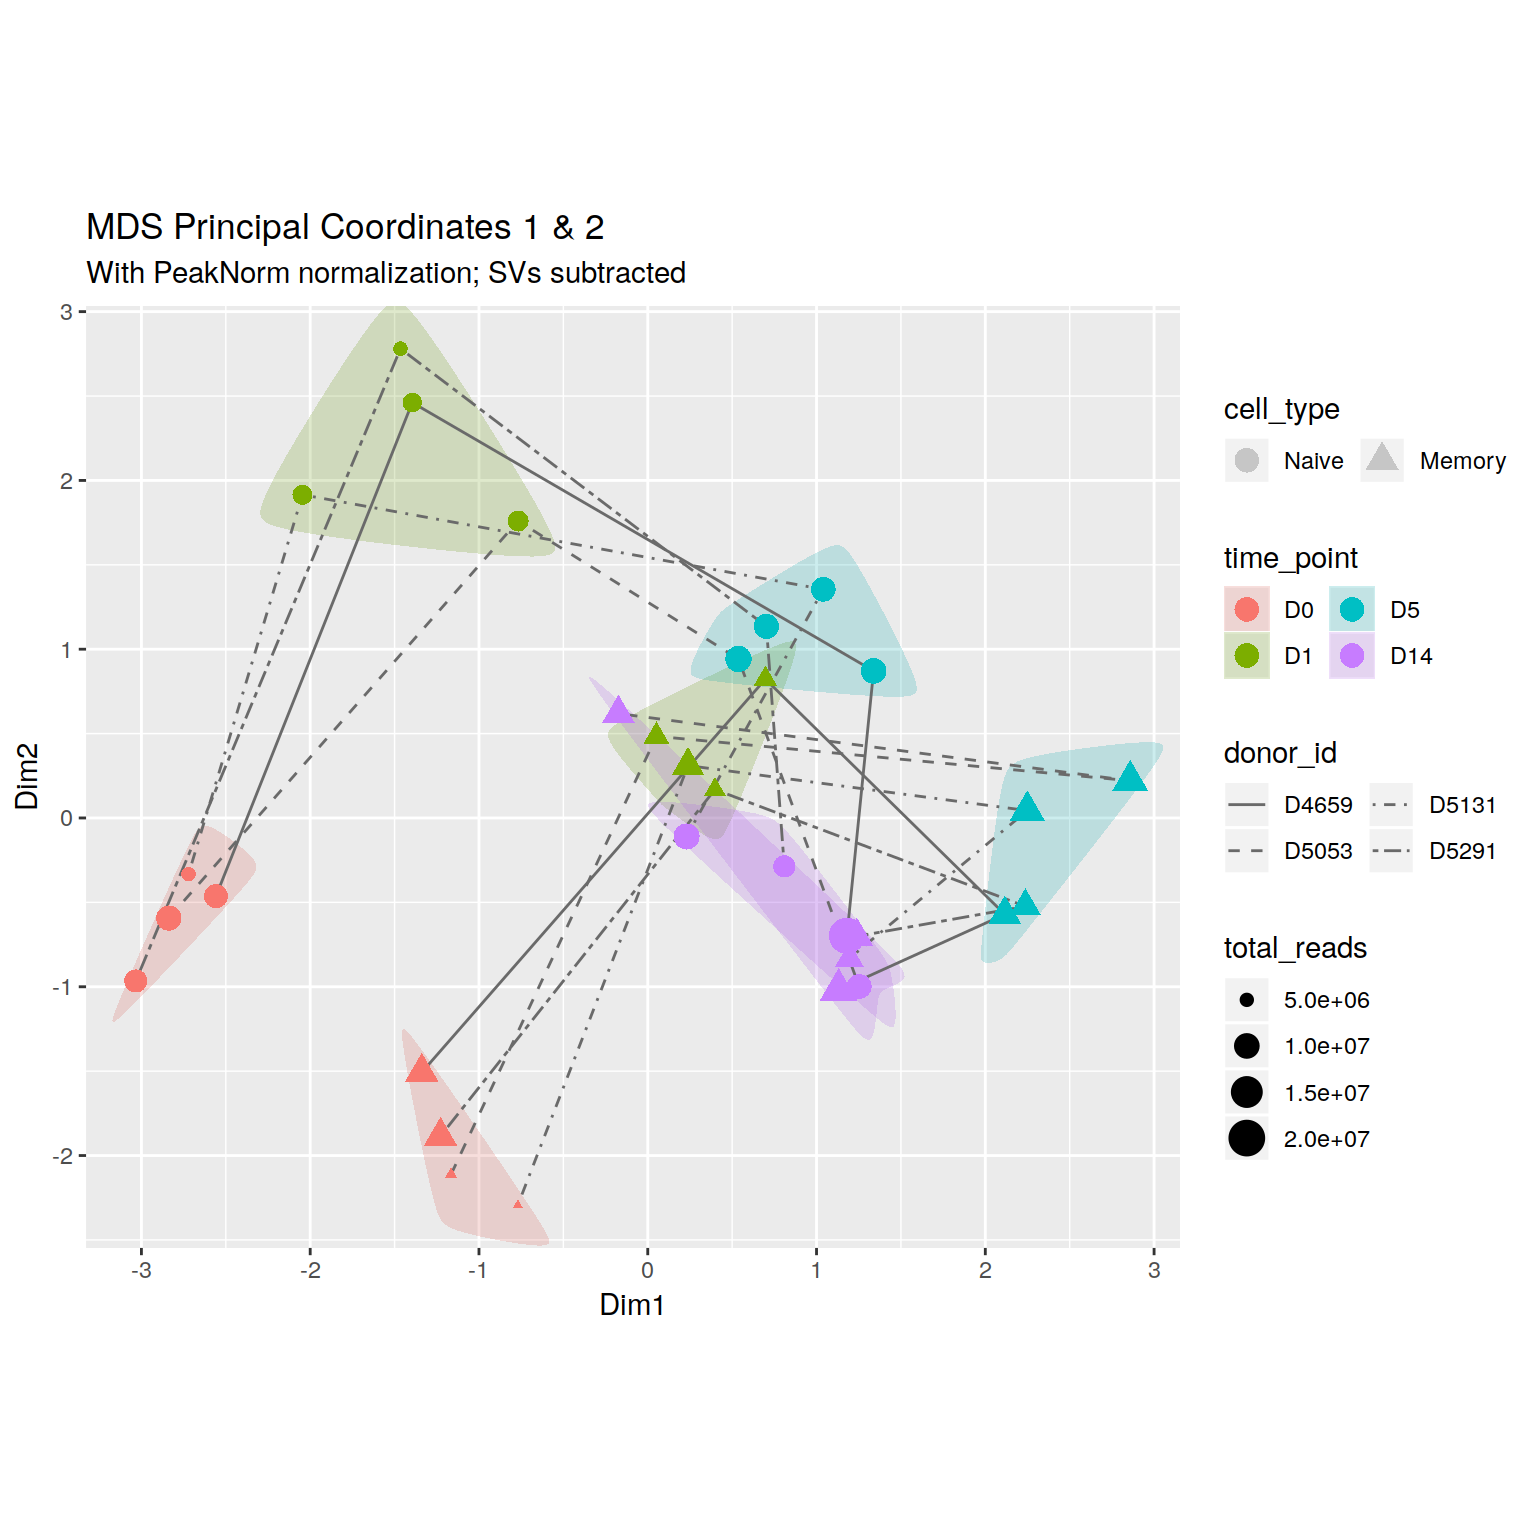 MDS Principal Coordinates 1 & 2
With PeakNorm normalization; SVs subtracted
3
2
1
0
-1
-2
Dim2
-3
-2
-1
0
1
2
3
Dim1
cell_type
Naive
Memory
time_point
D0
D5
D1
D14
donor_id
D4659
D5131
D5053
D5291
total_reads
5.0e+06
1.0e+07
1.5e+07
2.0e+07